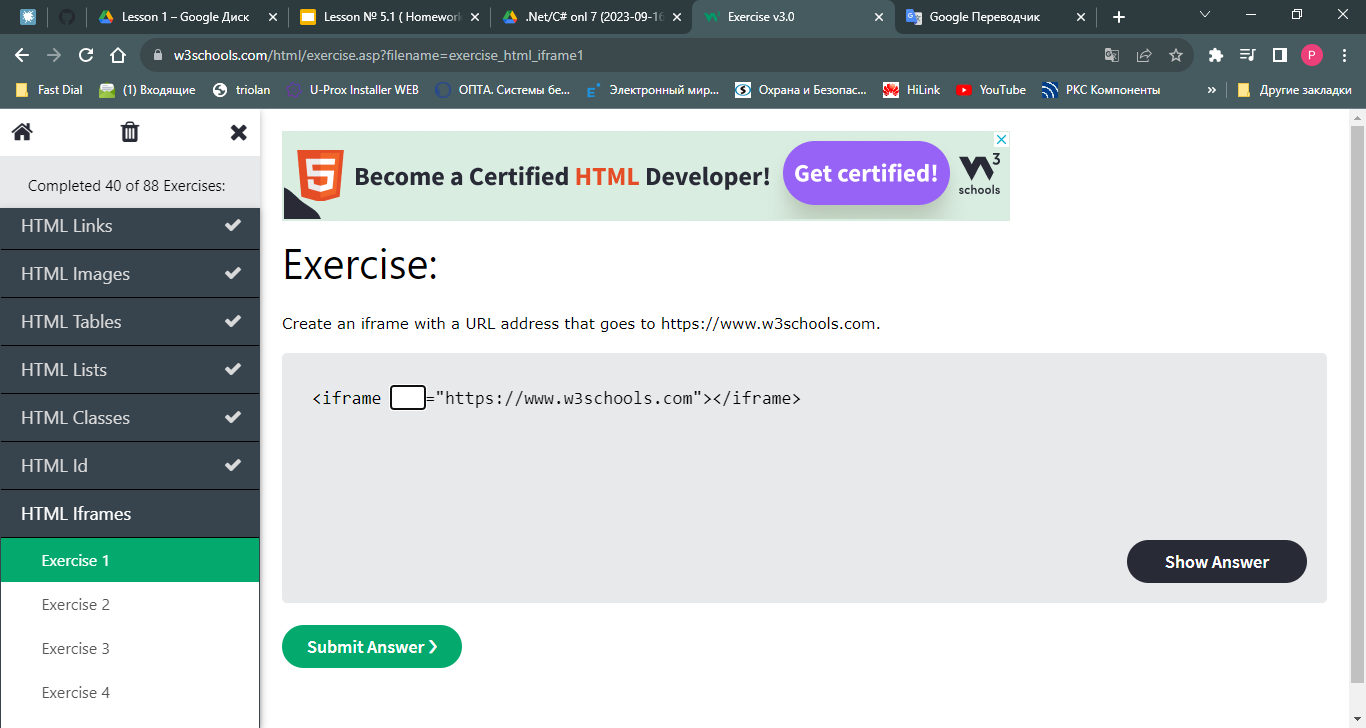 Lesson 1 – Google Диск
Lesson № 5.1 ( Homework
.Net/C# onl 7 (2023-09-16
Exercise v3.0
Google Переводчик
w3schools.com/html/exercise.asp?filename=exercise_html_iframe1
P
Fast Dial
(1) Входящие
triolan
U-Prox Installer WEB
ОПТА. Системы бе...
Электронный мир...
Охрана и Безопас...
HiLink
YouTube
РКС Компоненты
»
Другие закладки
Completed 40 of 88 Exercises:
HTML Links
HTML Images
HTML Tables
HTML Lists
HTML Classes
HTML Id
HTML Iframes
Exercise 1
Exercise 2
Exercise 3
Exercise 4
5 Become a Certified HTML Developer!
Get certified!
W3
schools
Exercise:
Create an iframe with a URL address that goes to https://www.w3schools.com.
<iframe ="https://www.w3schools.com"></iframe>
Show Answer
Submit Answer ❯